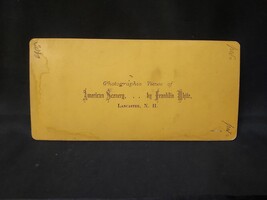 Photographic Views of
American Scenery, . . by Franklin White,
Lancaster, N. H.